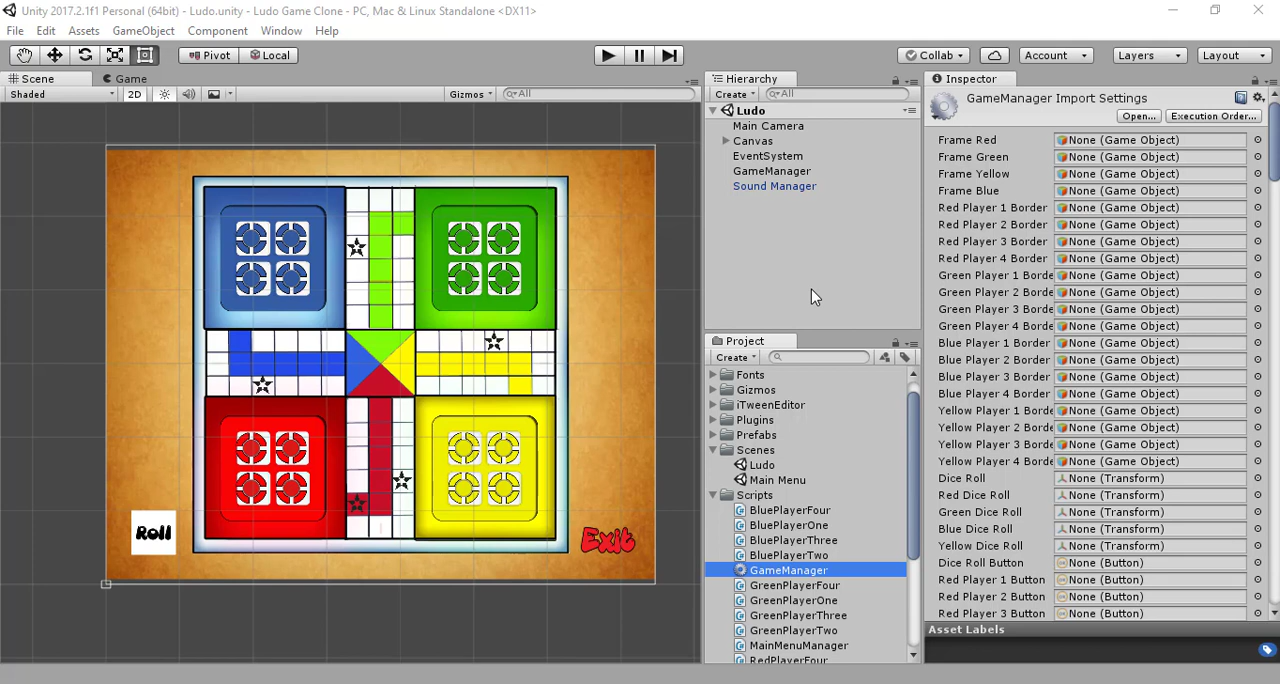 Unity 2017.2.1f1 Personal (64bit) - Ludo.unity - Ludo Game Clone - PC, Mac & Linux Standalone <DX11>
File Edit Assets GameObject Component Window Help
Pivot Local Collab Account Layers Layout
Scene Game
Shaded 2D Gizmos All
Roll
Exit
Hierarchy
Create All
Ludo
Main Camera
Canvas
EventSystem
GameManager
Sound Manager
Project
Create
Fonts
Gizmos
iTweenEditor
Plugins
Prefabs
Scenes
Ludo
Main Menu
Scripts
BluePlayerFour
BluePlayerOne
BluePlayerThree
BluePlayerTwo
GameManager
GreenPlayerFour
GreenPlayerOne
GreenPlayerThree
GreenPlayerTwo
MainMenuManager
RedPlayerFour
Inspector
GameManager Import Settings
Open... Execution Order...
Frame Red None (Game Object)
Frame Green None (Game Object)
Frame Yellow None (Game Object)
Frame Blue None (Game Object)
Red Player 1 Border None (Game Object)
Red Player 2 Border None (Game Object)
Red Player 3 Border None (Game Object)
Red Player 4 Border None (Game Object)
Green Player 1 Borde None (Game Object)
Green Player 2 Borde None (Game Object)
Green Player 3 Borde None (Game Object)
Green Player 4 Borde None (Game Object)
Blue Player 1 Border None (Game Object)
Blue Player 2 Border None (Game Object)
Blue Player 3 Border None (Game Object)
Blue Player 4 Border None (Game Object)
Yellow Player 1 Borde None (Game Object)
Yellow Player 2 Borde None (Game Object)
Yellow Player 3 Borde None (Game Object)
Yellow Player 4 Borde None (Game Object)
Dice Roll None (Transform)
Red Dice Roll None (Transform)
Green Dice Roll None (Transform)
Blue Dice Roll None (Transform)
Yellow Dice Roll None (Transform)
Dice Roll Button None (Button)
Red Player 1 Button None (Button)
Red Player 2 Button None (Button)
Red Player 3 Button None (Button)
Asset Labels